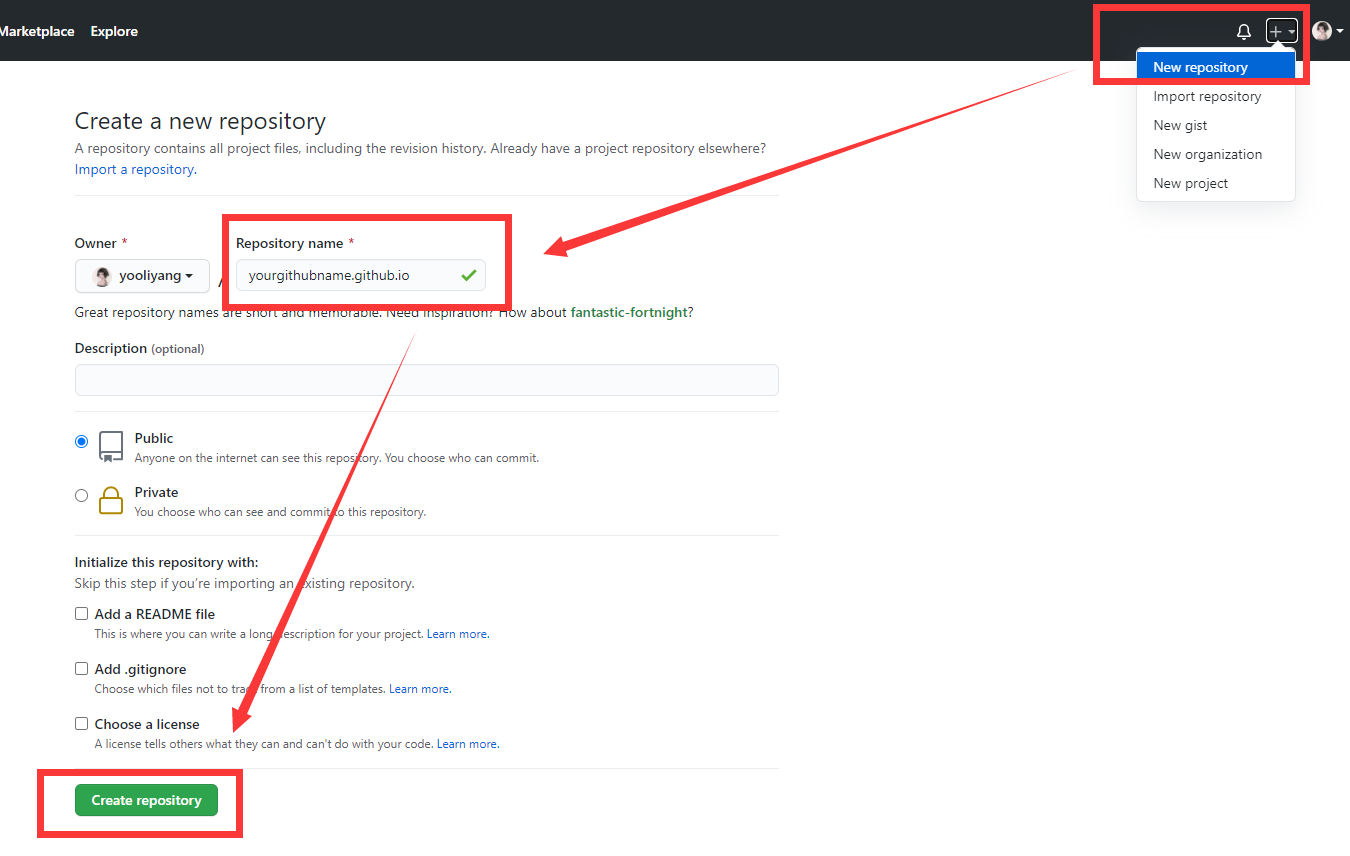 Marketplace Explore
New repository
Import repository
New gist
New organization
New project
Create a new repository
A repository contains all project files, including the revision history. Already have a project repository elsewhere?
Import a repository.
Owner * Repository name *
yooliyang / yourgithubname.github.io
Great repository names are short and memorable. Need inspiration? How about fantastic-fortnight?
Description (optional)
Public
Anyone on the internet can see this repository. You choose who can commit.
Private
You choose who can see and commit to this repository.
Initialize this repository with:
Skip this step if you're importing an existing repository.
Add a README file
This is where you can write a long description for your project. Learn more.
Add .gitignore
Choose which files not to track from a list of templates. Learn more.
Choose a license
A license tells others what they can and can't do with your code. Learn more.
Create repository